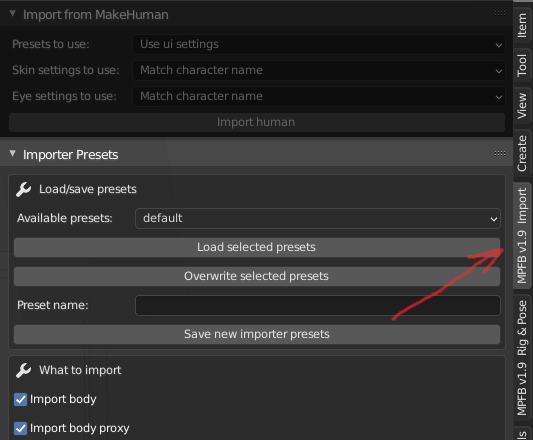 Import from MakeHuman
Presets to use: Use ui settings
Skin settings to use: Match character name
Eye settings to use: Match character name
Import human
Importer Presets
Load/save presets
Available presets: default
Load selected presets
Overwrite selected presets
Preset name:
Save new importer presets
What to import
Import body
Import body proxy
Item
Tool
View
Create
MPFB v1.9 Import
MPFB v1.9 Rig & Pose
ls